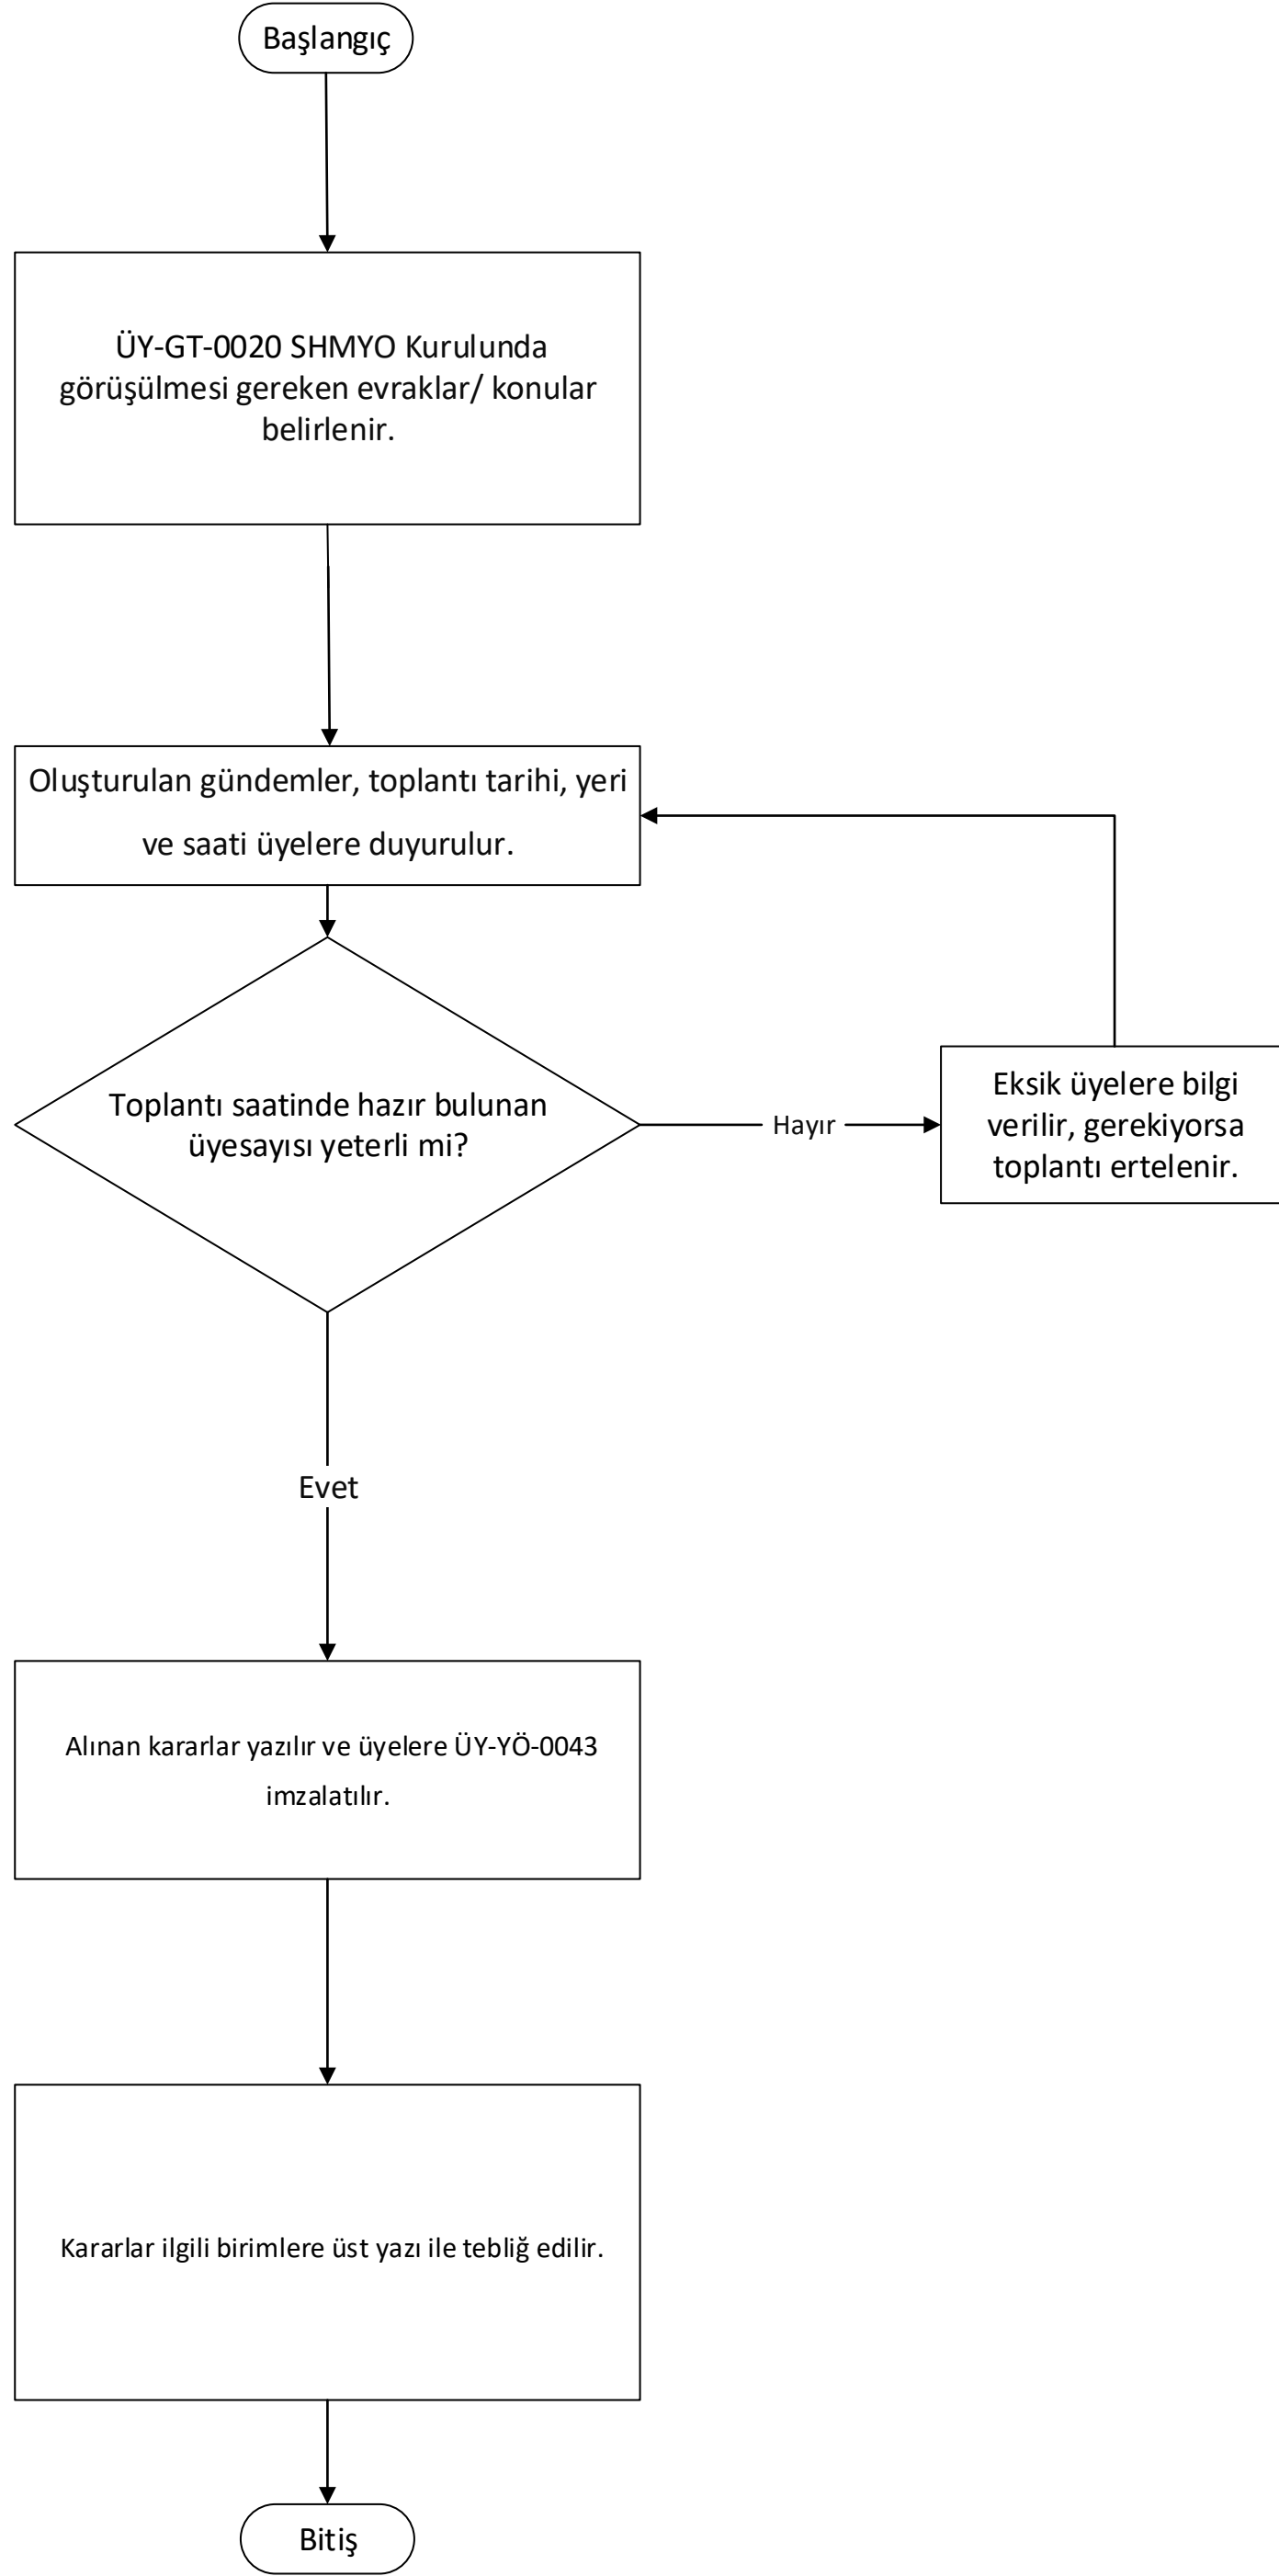 Başlangıç
ÜY-GT-0020 SHMYO Kurulunda
görüşülmesi gereken evraklar/ konular
belirlenir.
Oluşturulan gündemler, toplantı tarihi, yeri
ve saati üyelere duyurulur.
Toplantı saatinde hazır bulunan
üyesayısı yeterli mi?
Hayır
Eksik üyelere bilgi
verilir, gerekiyorsa
toplantı ertelenir.
Evet
Alınan kararlar yazılır ve üyelere ÜY-YÖ-0043
imzalatılır.
Kararlar ilgili birimlere üst yazı ile tebliğ edilir.
Bitiş